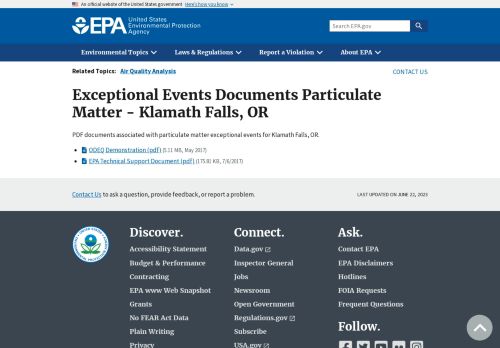 An official website of the United States government Here's how you know
EPA United States Environmental Protection Agency
Search EPA.gov
Environmental Topics Laws & Regulations Report a Violation About EPA
Related Topics: Air Quality Analysis
CONTACT US
Exceptional Events Documents Particulate
Matter - Klamath Falls, OR
PDF documents associated with particulate matter exceptional events for Klamath Falls, OR.
ODEQ Demonstration (pdf) (5.11 MB, May 2017)
EPA Technical Support Document (pdf) (175.81 KB, 7/6/2017)
Contact Us to ask a question, provide feedback, or report a problem.
LAST UPDATED ON JUNE 22, 2023
Discover.
Accessibility Statement
Budget & Performance
Contracting
EPA www Web Snapshot
Grants
No FEAR Act Data
Plain Writing
Privacy
Connect.
Data.gov
Inspector General
Jobs
Newsroom
Open Government
Regulations.gov
Subscribe
USA.gov
Ask.
Contact EPA
EPA Disclaimers
Hotlines
FOIA Requests
Frequent Questions
Follow.